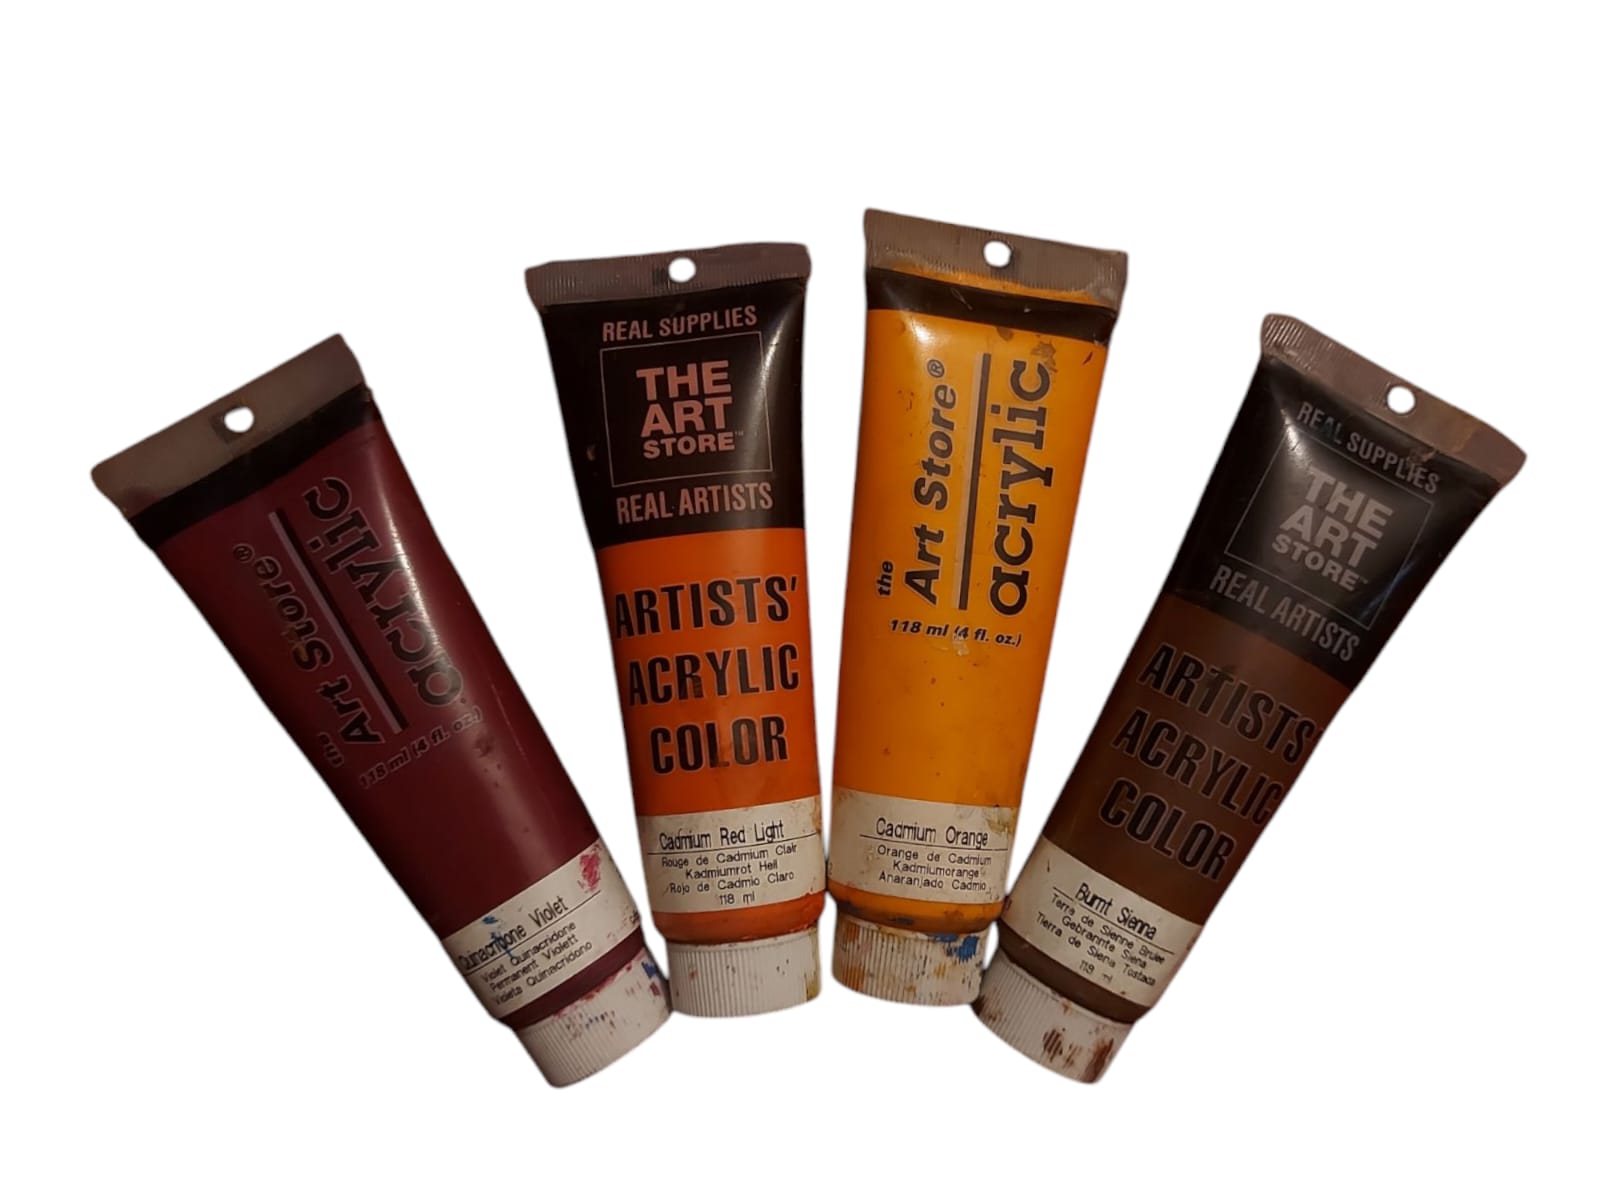 the
Art Store®
acrylic
118 ml (4 fl. oz.)
Quinacridone Violet
Violet Quinacridone
Permanent Violett
Violeta Quinacridono
REAL SUPPLIES
THE
ART
STORE™
REAL ARTISTS
ARTISTS'
ACRYLIC
COLOR
Cadmium Red Light
Rouge de Cadmium Clair
Kadmiumrot Hell
Rojo de Cadmio Claro
118 ml
the
Art Store®
acrylic
118 ml (4 fl. oz.)
Cadmium Orange
Orange de Cadmium
Kadmiumorange
Anaranjado Cadmio
REAL SUPPLIES
THE
ART
STORE™
REAL ARTISTS
ARTISTS'
ACRYLIC
COLOR
Burnt Sienna
Terre de Sienne Brulee
Gebrannte Siena
Tierra de Siena Tostada
118 ml